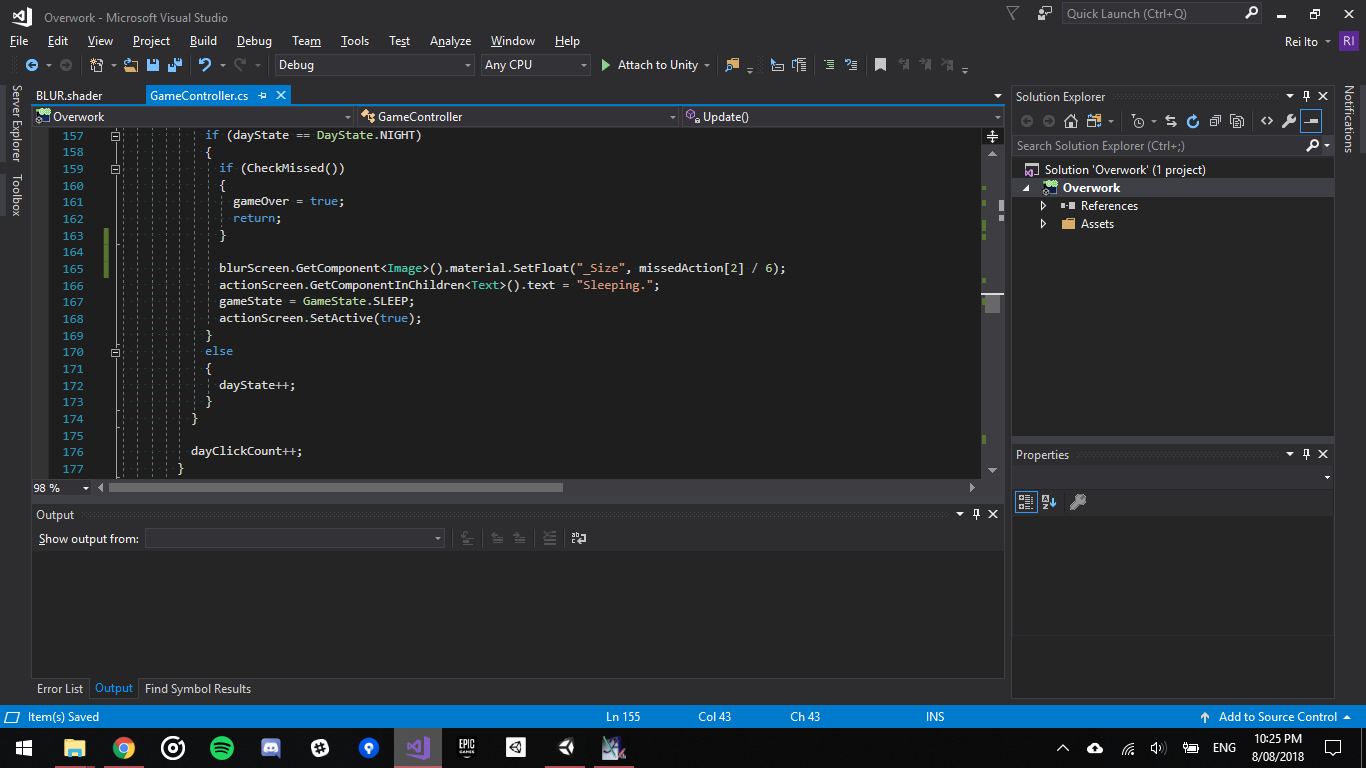 Overwork - Microsoft Visual Studio
Quick Launch (Ctrl+Q)
File Edit View Project Build Debug Team Tools Test Analyze Window Help
Rei Ito RI
Debug Any CPU Attach to Unity
Server Explorer
Toolbox
BLUR.shader GameController.cs
Overwork GameController Update()
157 if (dayState == DayState.NIGHT)
158 {
159 if (CheckMissed())
160 {
161 gameOver = true;
162 return;
163 }
164
165 blurScreen.GetComponent<Image>().material.SetFloat("_Size", missedAction[2] / 6);
166 actionScreen.GetComponentInChildren<Text>().text = "Sleeping.";
167 gameState = GameState.SLEEP;
168 actionScreen.SetActive(true);
169 }
170 else
171 {
172 dayState++;
173 }
174 }
175
176 dayClickCount++;
177 }
98 %
Output
Show output from:
Error List Output Find Symbol Results
Solution Explorer
Search Solution Explorer (Ctrl+;)
Solution 'Overwork' (1 project)
Overwork
References
Assets
Properties
Notifications
Item(s) Saved Ln 155 Col 43 Ch 43 INS Add to Source Control
EPIC GAMES
ENG
10:25 PM
8/08/2018